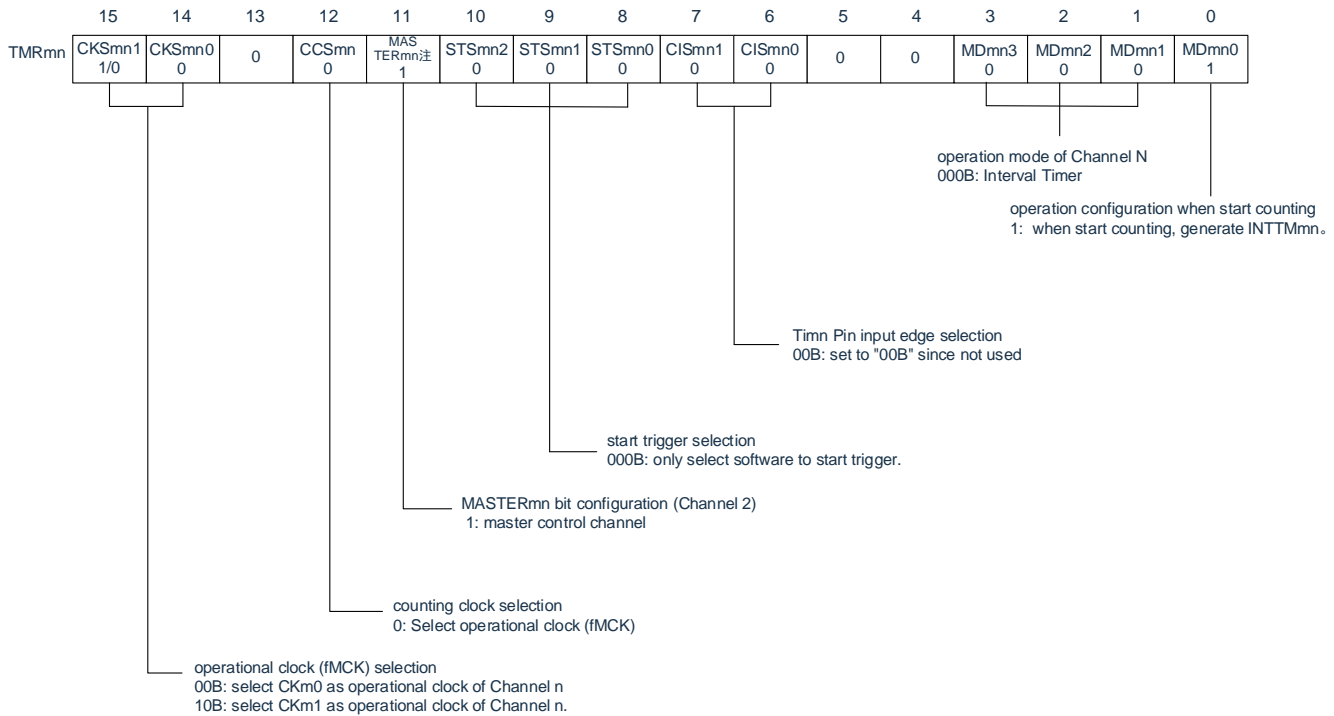 15 14 13 12 11 10 9 8 7 6 5 4 3 2 1 0
TMRmn CKSmn1 CKSmn0 0 CCSmn MAS TERmn注 STSmn2 STSmn1 STSmn0 CISmn1 CISmn0 0 0 MDmn3 MDmn2 MDmn1 MDmn0
1/0 0 0 1 0 0 0 0 0 0 0 0 1
operation mode of Channel N
000B: Interval Timer
operation configuration when start counting
1: when start counting, generate INTTMmn。
Timn Pin input edge selection
00B: set to "00B" since not used
start trigger selection
000B: only select software to start trigger.
MASTERmn bit configuration (Channel 2)
1: master control channel
counting clock selection
0: Select operational clock (fMCK)
operational clock (fMCK) selection
00B: select CKm0 as operational clock of Channel n
10B: select CKm1 as operational clock of Channel n.